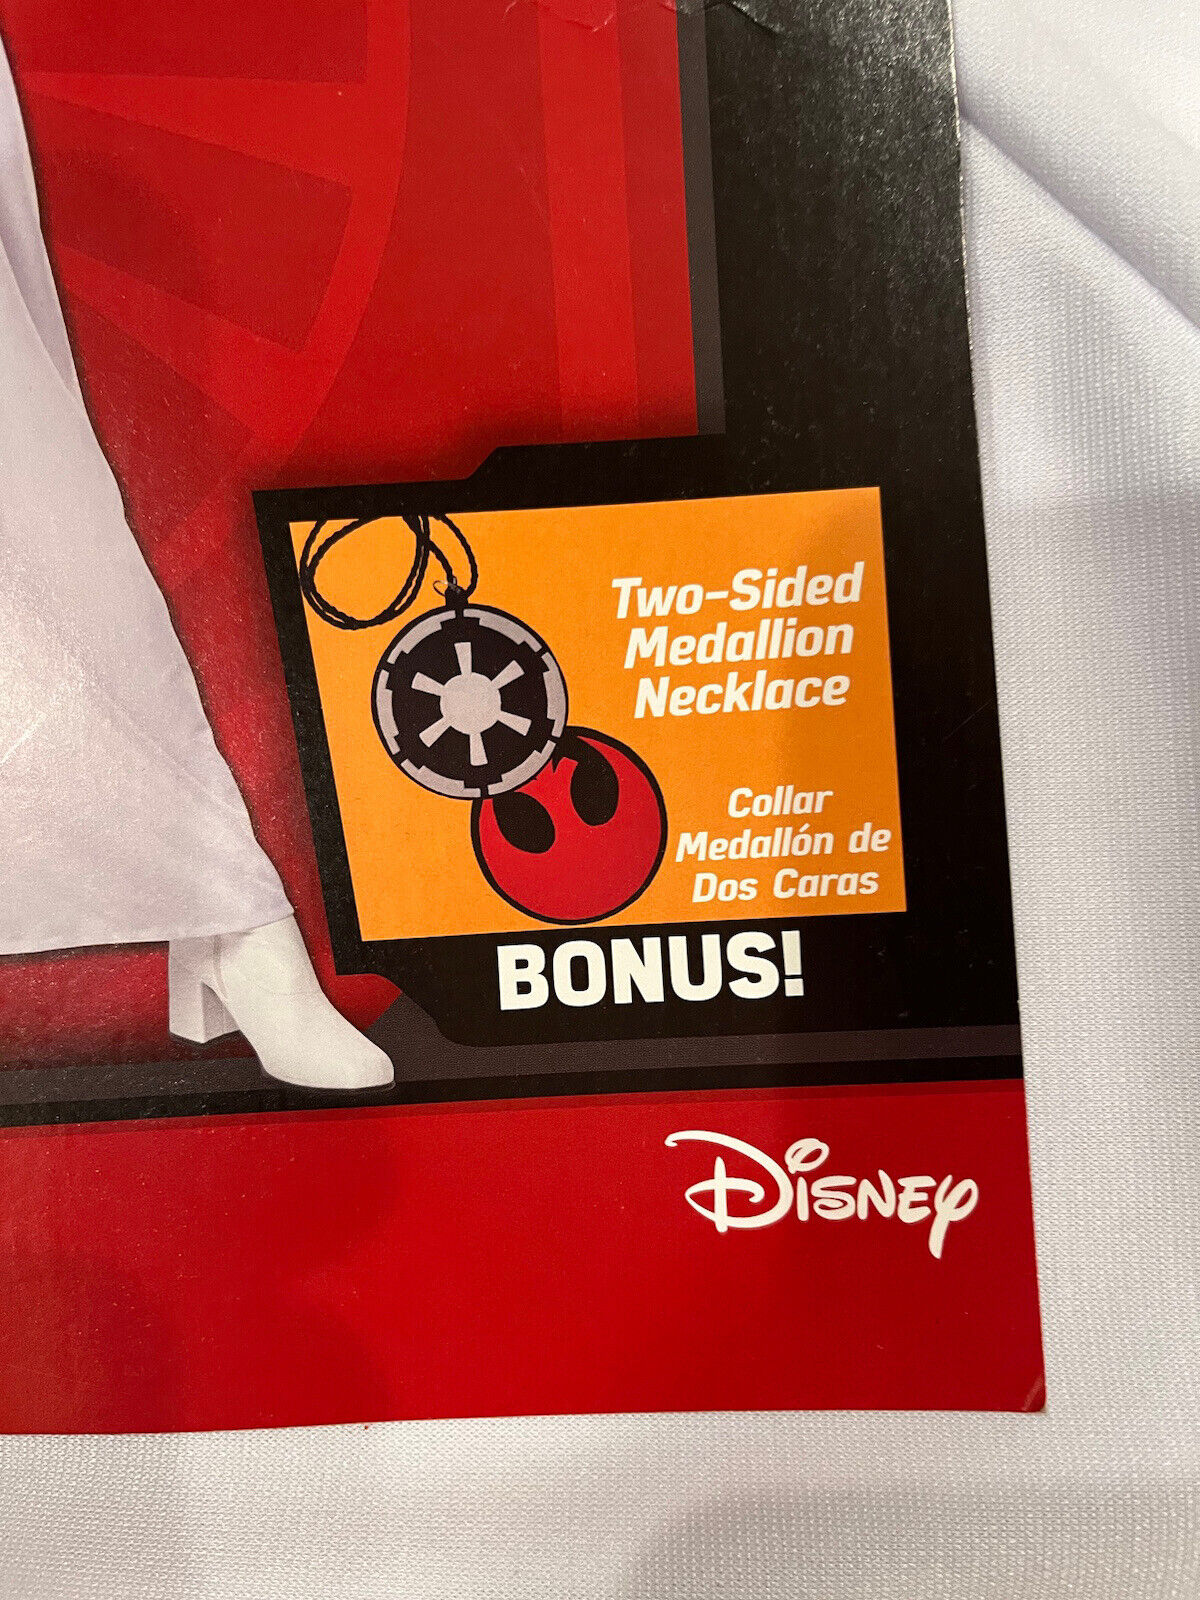 Two-Sided
Medallion
Necklace
Collar
Medallón de
Dos Caras
BONUS!
Disney